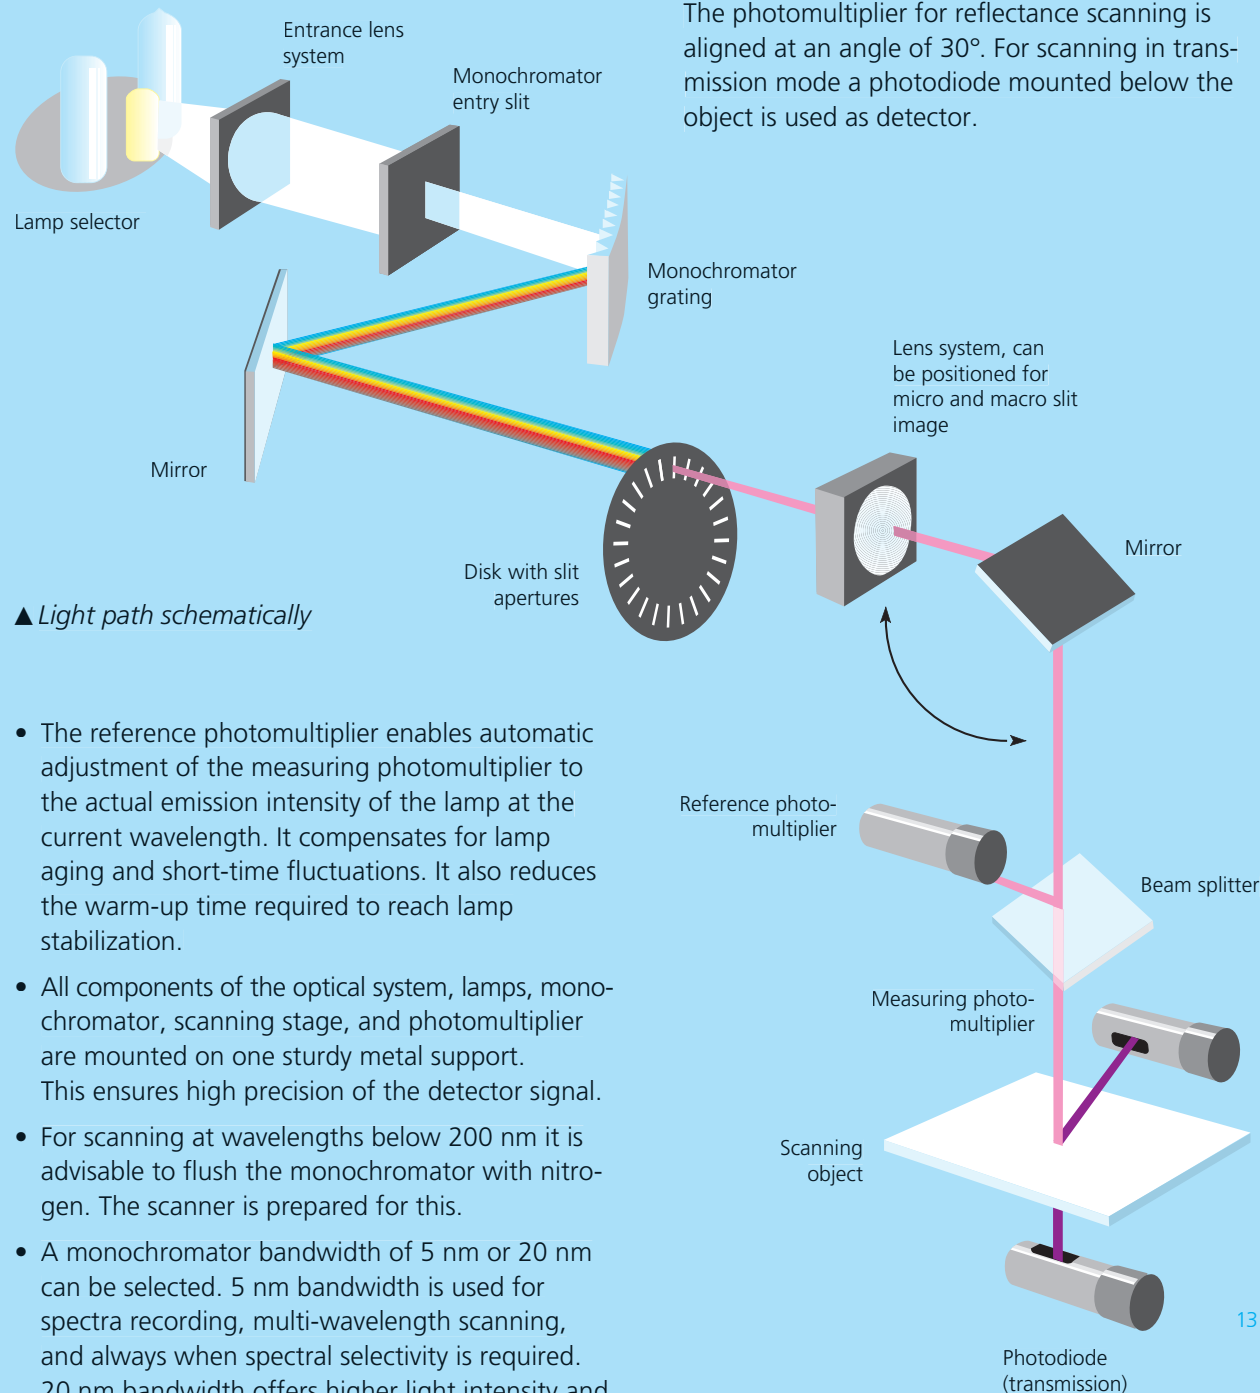 The photomultiplier for reflectance scanning is
aligned at an angle of 30°. For scanning in trans-
mission mode a photodiode mounted below the
object is used as detector.
Entrance lens
system
Monochromator
entry slit
Lamp selector
Monochromator
grating
Lens system, can
be positioned for
micro and macro slit
image
Mirror
Mirror
Disk with slit
apertures
▲ Light path schematically
Reference photo-
multiplier
Beam splitter
Measuring photo-
multiplier
Scanning
object
Photodiode
(transmission)
• The reference photomultiplier enables automatic
adjustment of the measuring photomultiplier to
the actual emission intensity of the lamp at the
current wavelength. It compensates for lamp
aging and short-time fluctuations. It also reduces
the warm-up time required to reach lamp
stabilization.
• All components of the optical system, lamps, mono-
chromator, scanning stage, and photomultiplier
are mounted on one sturdy metal support.
This ensures high precision of the detector signal.
• For scanning at wavelengths below 200 nm it is
advisable to flush the monochromator with nitro-
gen. The scanner is prepared for this.
• A monochromator bandwidth of 5 nm or 20 nm
can be selected. 5 nm bandwidth is used for
spectra recording, multi-wavelength scanning,
and always when spectral selectivity is required.
20 nm bandwidth offers higher light intensity and
13